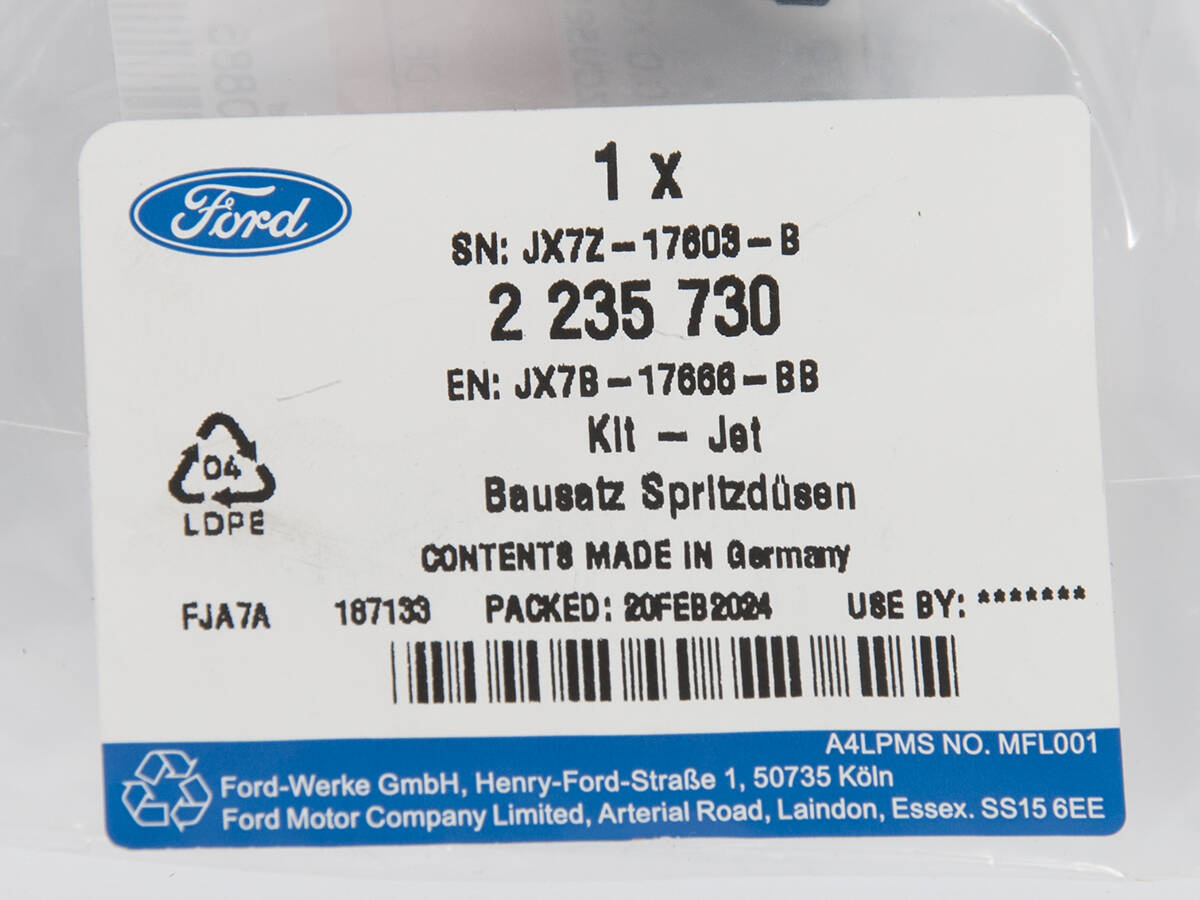 Ford
1 x
SN: JX7Z-17603-B
2 235 730
EN: JX7B-17666-BB
Kit - Jet
Bausatz Spritzdüsen
04
LDPE
CONTENTS MADE IN Germany
FJA7A 167133 PACKED: 20FEB2024 USE BY: *******
A4LPMS NO. MFL001
Ford-Werke GmbH, Henry-Ford-Straße 1, 50735 Köln
Ford Motor Company Limited, Arterial Road, Laindon, Essex. SS15 6EE